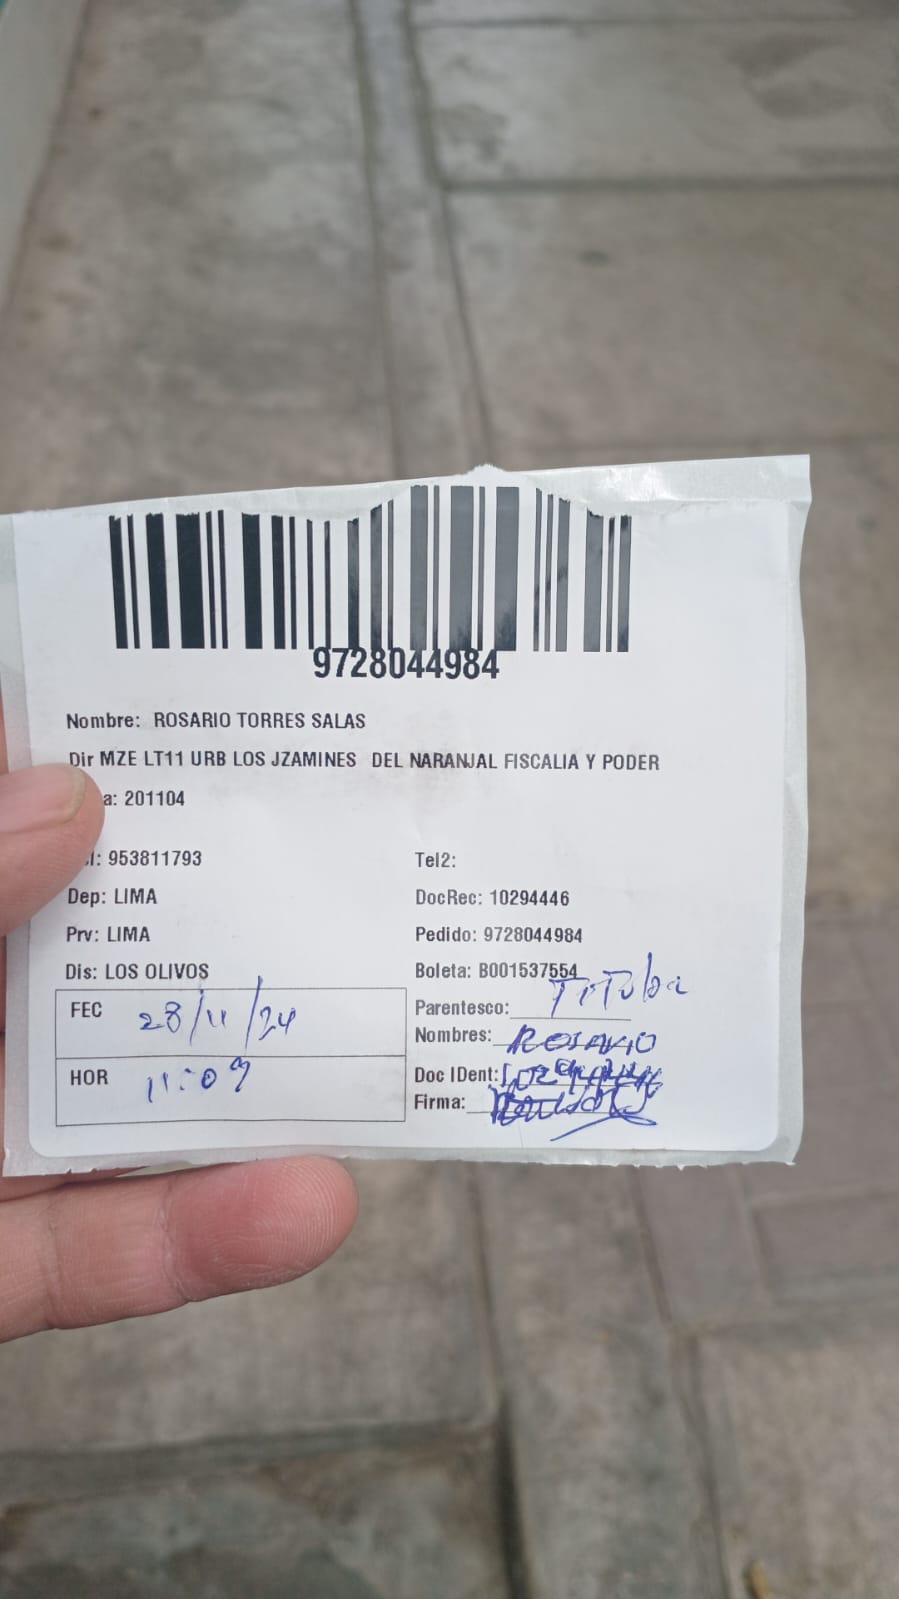 9728044984
Nombre: ROSARIO TORRES SALAS
Dir MZE LT11 URB LOS JZAMINES DEL NARANJAL FISCALIA Y PODER
a: 201104
l: 953811793 Tel2:
Dep: LIMA DocRec: 10294446
Prv: LIMA Pedido: 9728044984
Dis: LOS OLIVOS Boleta: B001537554
FEC 28/11/24 Parentesco:
Nombres: ROSARIO
HOR 11:09 Doc IDent:
Firma: